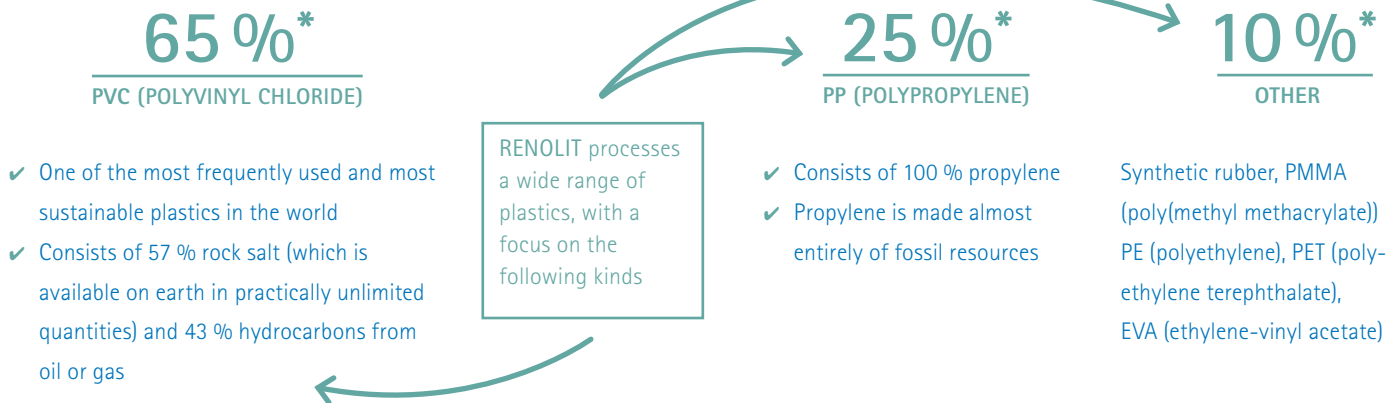 65 %*
PVC (POLYVINYL CHLORIDE)
✔ One of the most frequently used and most
sustainable plastics in the world
✔ Consists of 57 % rock salt (which is
available on earth in practically unlimited
quantities) and 43 % hydrocarbons from
oil or gas
RENOLIT processes
a wide range of
plastics, with a
focus on the
following kinds
25 %*
PP (POLYPROPYLENE)
✔ Consists of 100 % propylene
✔ Propylene is made almost
entirely of fossil resources
10 %*
OTHER
Synthetic rubber, PMMA
(poly(methyl methacrylate))
PE (polyethylene), PET (poly-
ethylene terephthalate),
EVA (ethylene-vinyl acetate)